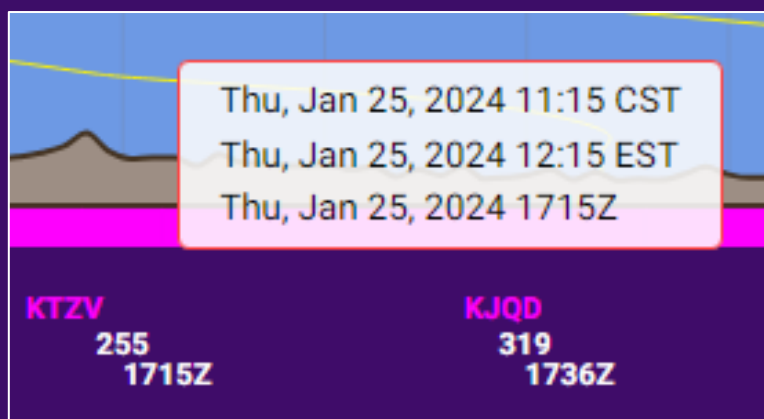 Thu, Jan 25, 2024 11:15 CST
Thu, Jan 25, 2024 12:15 EST
Thu, Jan 25, 2024 1715Z
KTZV
255
1715Z
KJQD
319
1736Z